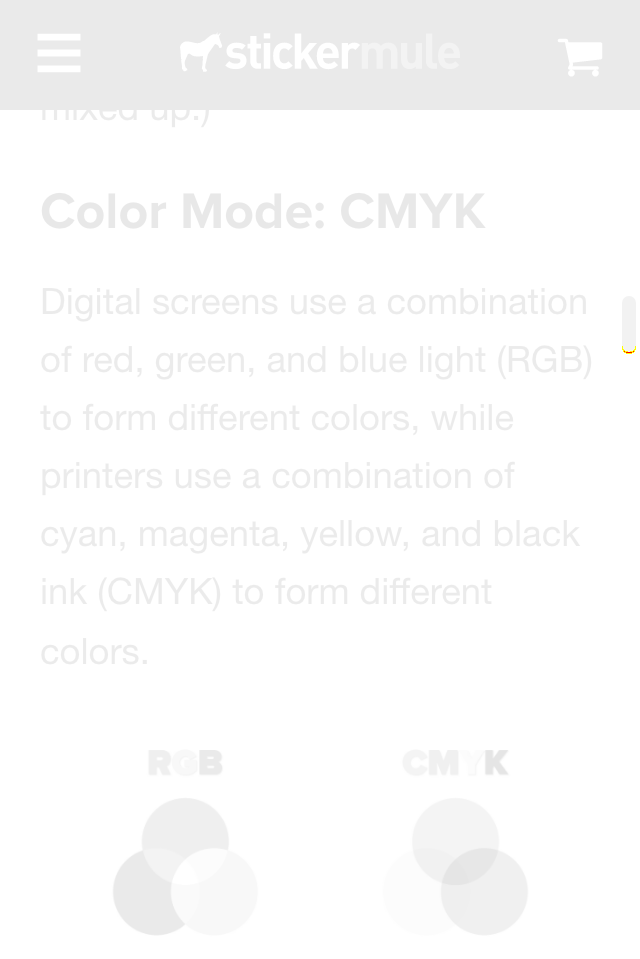 stickermule
mixed up.)
Color Mode: CMYK
Digital screens use a combination
of red, green, and blue light (RGB)
to form different colors, while
printers use a combination of
cyan, magenta, yellow, and black
ink (CMYK) to form different
colors.
RGB CMYK